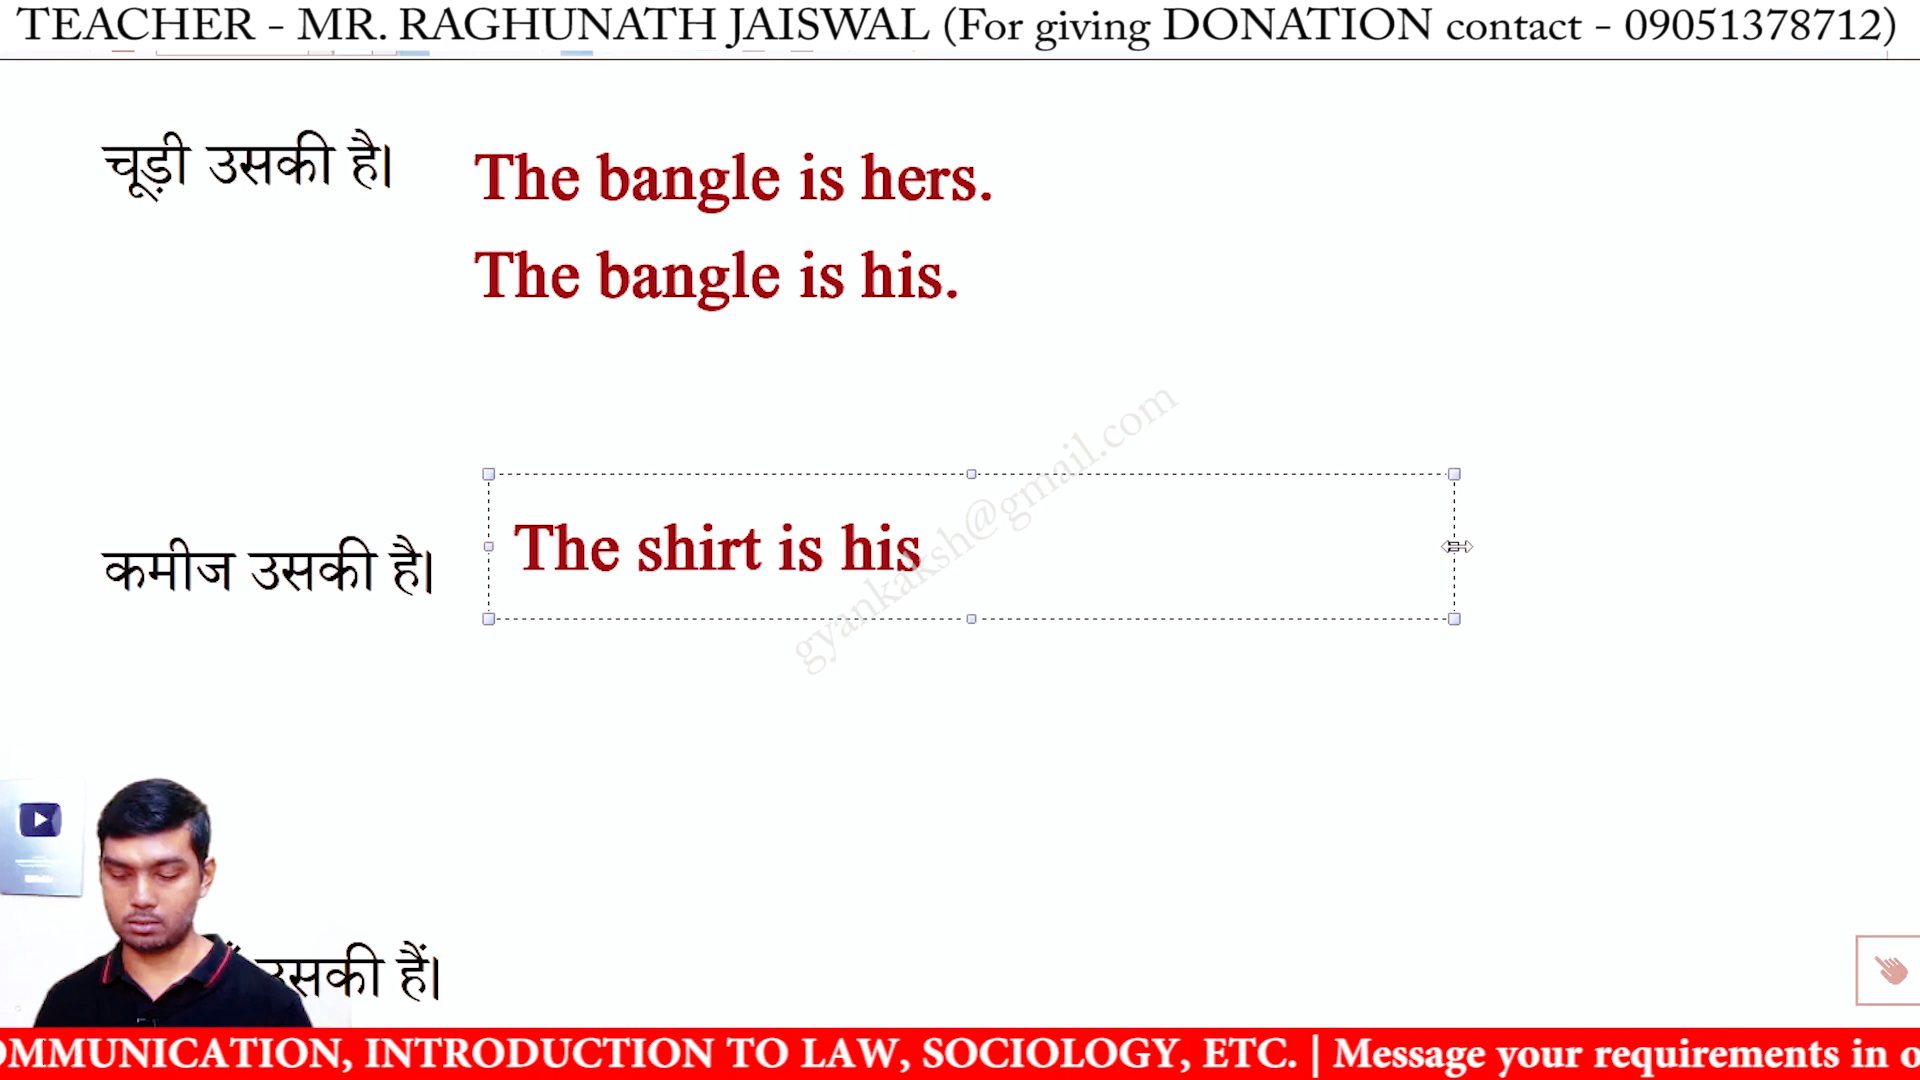 TEACHER - MR. RAGHUNATH JAISWAL (For giving DONATION contact - 09051378712)
चूड़ी उसकी है।
The bangle is hers.
The bangle is his.
कमीज उसकी है।
The shirt is his
gyankaksh@gmail.com
उसकी हैं।
OMMUNICATION, INTRODUCTION TO LAW, SOCIOLOGY, ETC. | Message your requirements in o